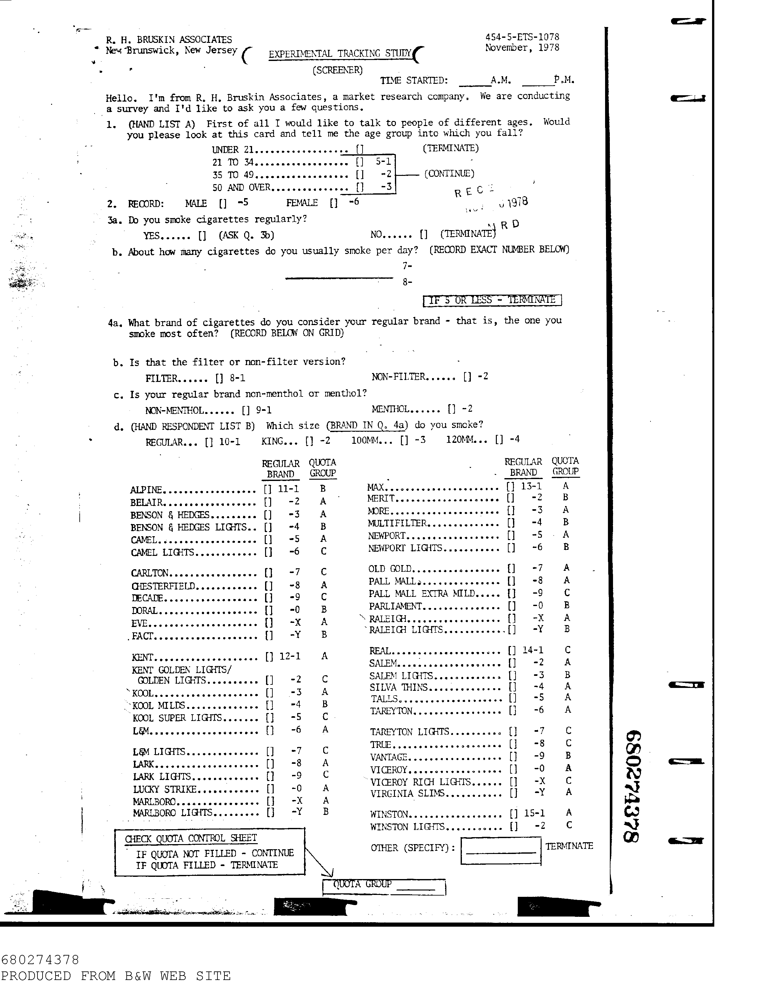 R. H. BRUSKIN ASSOCIATES
New Brunswick, New Jersey
454-5-ETS-1078
November, 1978
EXPERIMENTAL TRACKING STUDY
(SCREENER)
TIME STARTED: ______A.M. ______P.M.
Hello. I'm from R. H. Bruskin Associates, a market research company. We are conducting
a survey and I'd like to ask you a few questions.
1. (HAND LIST A) First of all I would like to talk to people of different ages. Would
you please look at this card and tell me the age group into which you fall?
UNDER 21................. [] (TERMINATE)
21 TO 34................. [] 5-1
35 TO 49................. [] -2 (CONTINUE)
50 AND OVER.............. [] -3
2. RECORD: MALE [] -5 FEMALE [] -6
1978
3a. Do you smoke cigarettes regularly?
YES...... [] (ASK Q. 3b) NO...... [] (TERMINATE)
b. About how many cigarettes do you usually smoke per day? (RECORD EXACT NUMBER BELOW)
7-
8-
IF 5 OR LESS - TERMINATE
4a. What brand of cigarettes do you consider your regular brand - that is, the one you
smoke most often? (RECORD BELOW ON GRID)
b. Is that the filter or non-filter version?
FILTER...... [] 8-1 NON-FILTER...... [] -2
c. Is your regular brand non-menthol or menthol?
NON-MENTHOL...... [] 9-1 MENTHOL...... [] -2
d. (HAND RESPONDENT LIST B) Which size (BRAND IN Q. 4a) do you smoke?
REGULAR... [] 10-1 KING... [] -2 100MM... [] -3 120MM... [] -4
REGULAR BRAND QUOTA GROUP
ALPINE................. [] 11-1 B
BELAIR................. [] -2 A
BENSON & HEDGES......... [] -3 A
BENSON & HEDGES LIGHTS.. [] -4 B
CAMEL.................. [] -5 A
CAMEL LIGHTS........... [] -6 C
CARLTON................ [] -7 C
CHESTERFIELD........... [] -8 A
DECADE................. [] -9 C
DORAL.................. [] -0 B
EVE.................... [] -X A
FACT................... [] -Y B
KENT................... [] 12-1 A
KENT GOLDEN LIGHTS/
GOLDEN LIGHTS.......... [] -2 C
KOOL................... [] -3 A
KOOL MILDS............. [] -4 B
KOOL SUPER LIGHTS....... [] -5 C
L&M.................... [] -6 A
L&M LIGHTS............. [] -7 C
LARK................... [] -8 A
LARK LIGHTS............ [] -9 C
LUCKY STRIKE........... [] -0 A
MARLBORO............... [] -X A
MARLBORO LIGHTS......... [] -Y B
REGULAR BRAND QUOTA GROUP
MAX.................... [] 13-1 A
MERIT.................. [] -2 B
MORE................... [] -3 A
MULTIFILTER............ [] -4 B
NEWPORT................ [] -5 A
NEWPORT LIGHTS......... [] -6 B
OLD GOLD............... [] -7 A
PALL MALL.............. [] -8 A
PALL MALL EXTRA MILD..... [] -9 C
PARLIAMENT............. [] -0 B
RALEIGH................ [] -X A
RALEIGH LIGHTS.......... [] -Y B
REAL................... [] 14-1 C
SALEM.................. [] -2 A
SALEM LIGHTS........... [] -3 B
SILVA THINS............ [] -4 A
TALLS.................. [] -5 A
TAREYTON............... [] -6 A
TAREYTON LIGHTS......... [] -7 C
TRUE................... [] -8 C
VANTAGE................ [] -9 B
VICEROY................ [] -0 A
VICEROY RICH LIGHTS...... [] -X C
VIRGINIA SLIMS.......... [] -Y A
WINSTON................ [] 15-1 A
WINSTON LIGHTS.......... [] -2 C
OTHER (SPECIFY): TERMINATE
CHECK QUOTA CONTROL SHEET
IF QUOTA NOT FILLED - CONTINUE
IF QUOTA FILLED - TERMINATE
QUOTA GROUP ______
680274378
680274378
PRODUCED FROM B&W WEB SITE